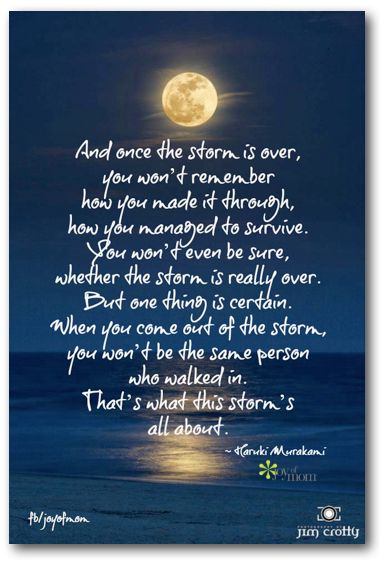 And once the storm is over,
you won't remember
how you made it through,
how you managed to survive.
You won't even be sure,
whether the storm is really over.
But one thing is certain.
When you come out of the storm,
you won't be the same person
who walked in.
That's what this storm's
all about.
~ Haruki Murakami
joy of
mom
fb/joyofmom
PHOTOGRAPHY BY
Jim Crotty